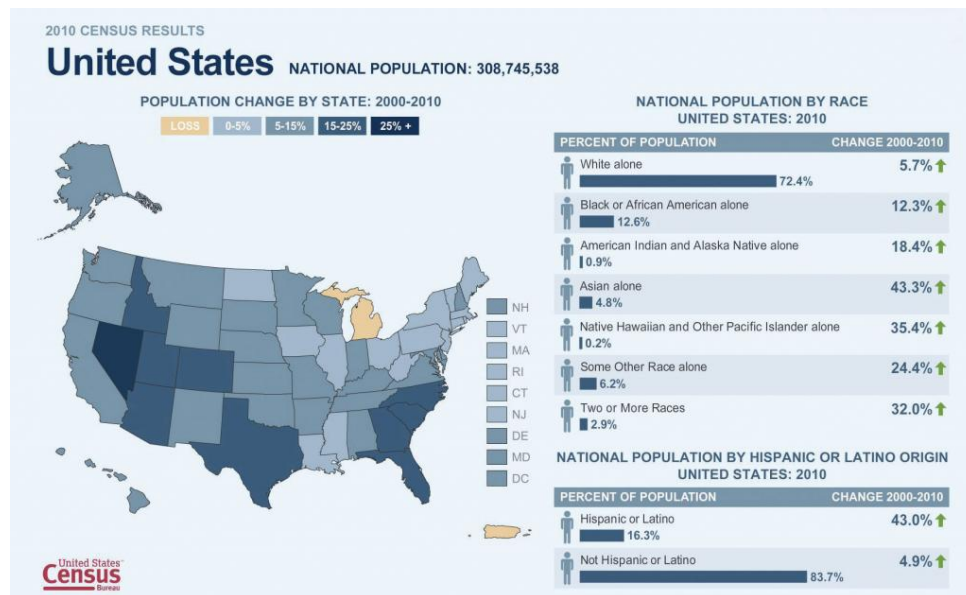 2010 CENSUS RESULTS
United States NATIONAL POPULATION: 308,745,538
POPULATION CHANGE BY STATE: 2000-2010
LOSS 0-5% 5-15% 15-25% 25% +
NH
VT
MA
RI
CT
NJ
DE
MD
DC
United States™
Census
Bureau
NATIONAL POPULATION BY RACE
UNITED STATES: 2010
PERCENT OF POPULATION CHANGE 2000-2010
White alone 5.7%
72.4%
Black or African American alone 12.3%
12.6%
American Indian and Alaska Native alone 18.4%
0.9%
Asian alone 43.3%
4.8%
Native Hawaiian and Other Pacific Islander alone 35.4%
0.2%
Some Other Race alone 24.4%
6.2%
Two or More Races 32.0%
2.9%
NATIONAL POPULATION BY HISPANIC OR LATINO ORIGIN
UNITED STATES: 2010
PERCENT OF POPULATION CHANGE 2000-2010
Hispanic or Latino 43.0%
16.3%
Not Hispanic or Latino 4.9%
83.7%